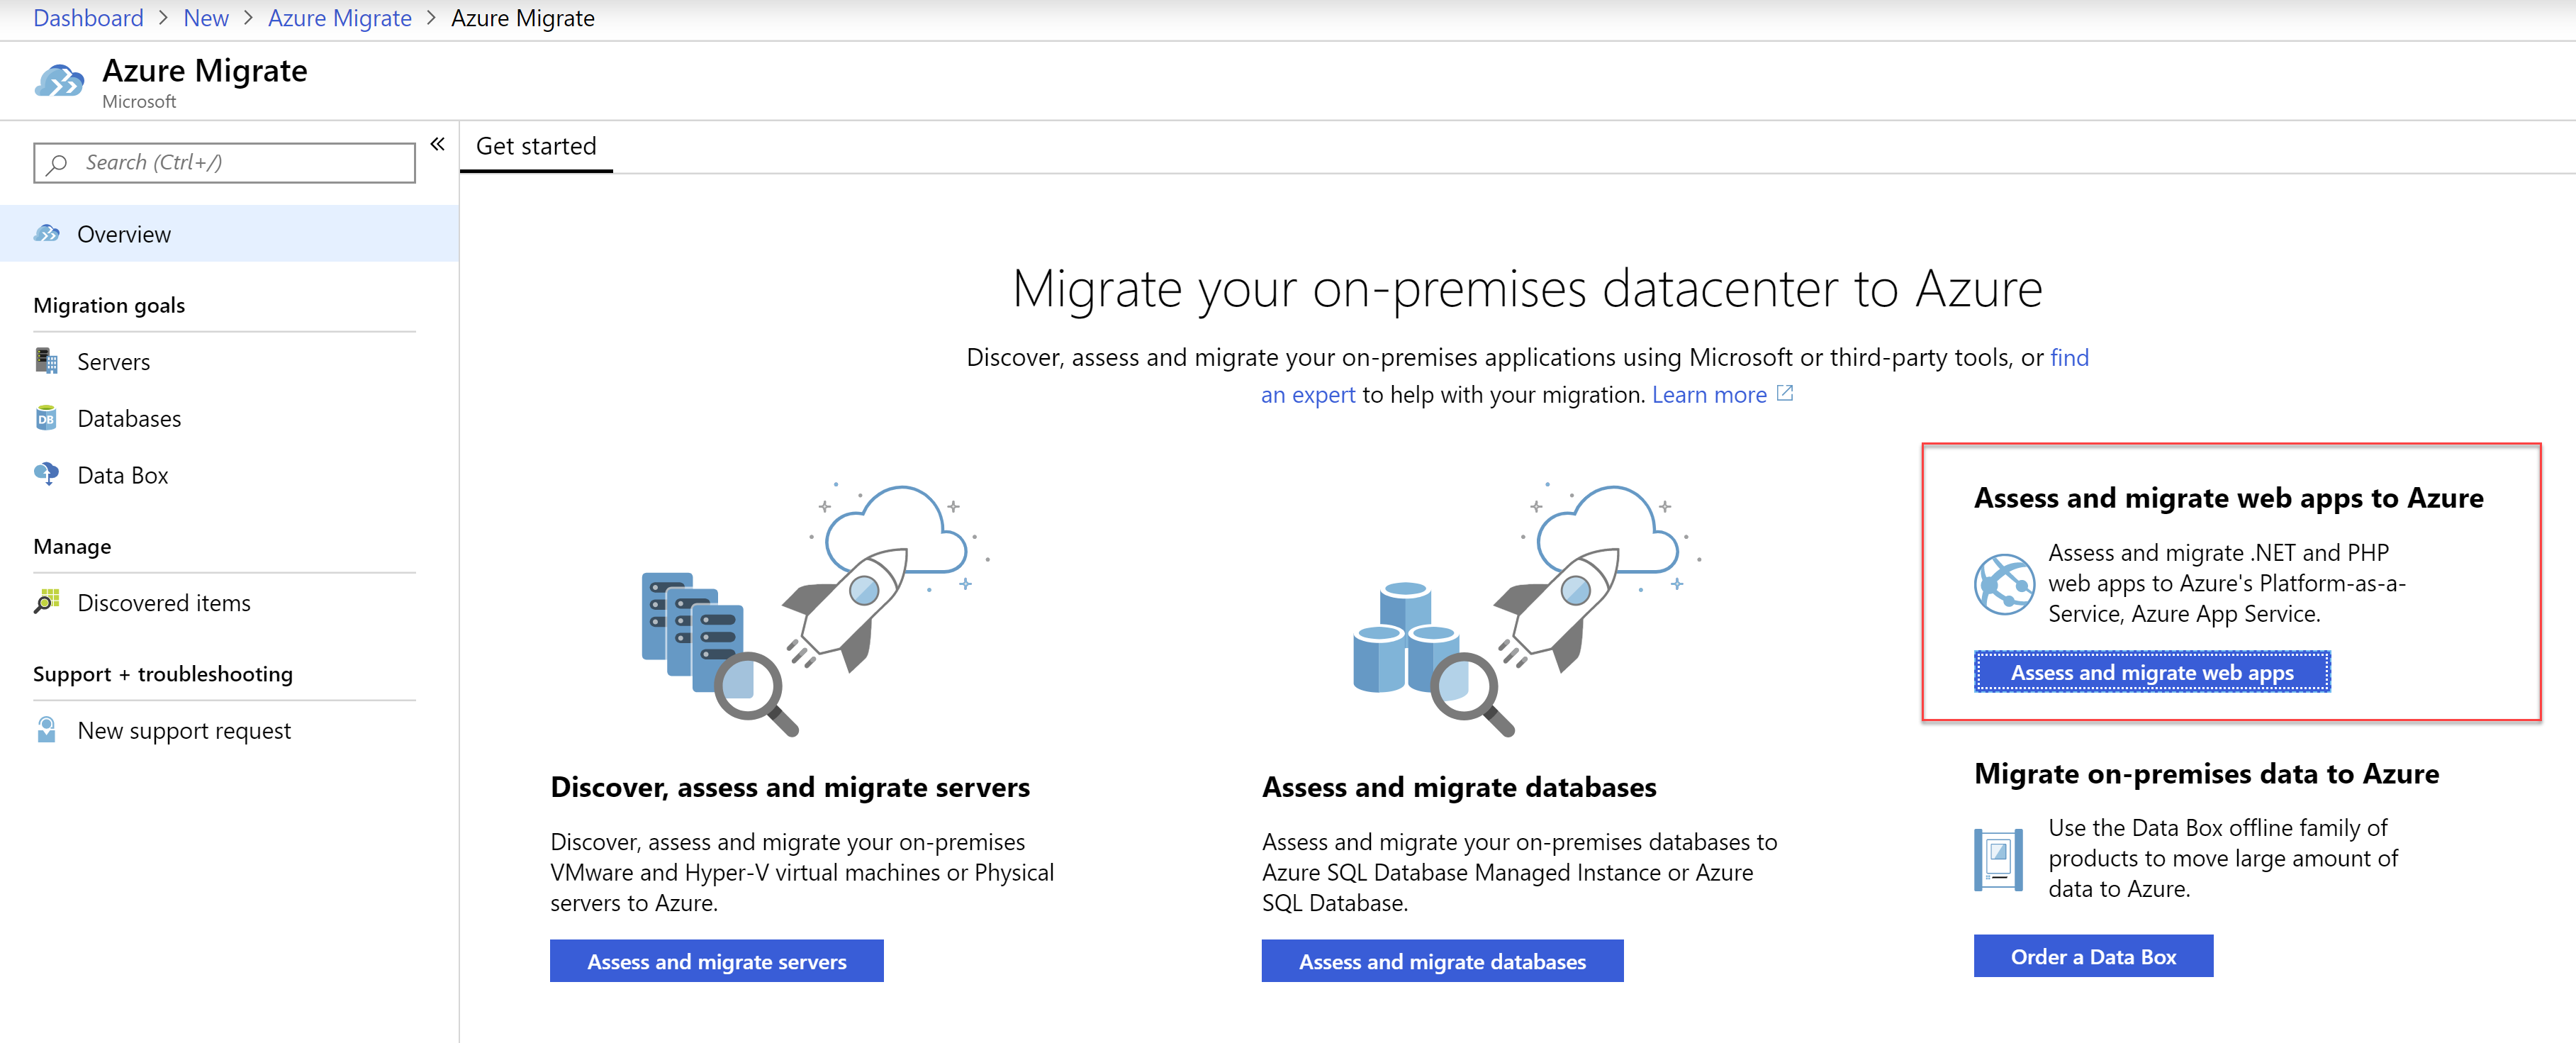 Dashboard > New > Azure Migrate > Azure Migrate
Azure Migrate
Microsoft
Search (Ctrl+/)
«
Overview
Migration goals
Servers
DB
Databases
Data Box
Manage
Discovered items
Support + troubleshooting
New support request
Get started
Migrate your on-premises datacenter to Azure
Discover, assess and migrate your on-premises applications using Microsoft or third-party tools, or find
an expert to help with your migration. Learn more
Discover, assess and migrate servers
Discover, assess and migrate your on-premises
VMware and Hyper-V virtual machines or Physical
servers to Azure.
Assess and migrate servers
Assess and migrate databases
Assess and migrate your on-premises databases to
Azure SQL Database Managed Instance or Azure
SQL Database.
Assess and migrate databases
Assess and migrate web apps to Azure
Assess and migrate .NET and PHP
web apps to Azure's Platform-as-a-
Service, Azure App Service.
Assess and migrate web apps
Migrate on-premises data to Azure
Use the Data Box offline family of
products to move large amount of
data to Azure.
Order a Data Box